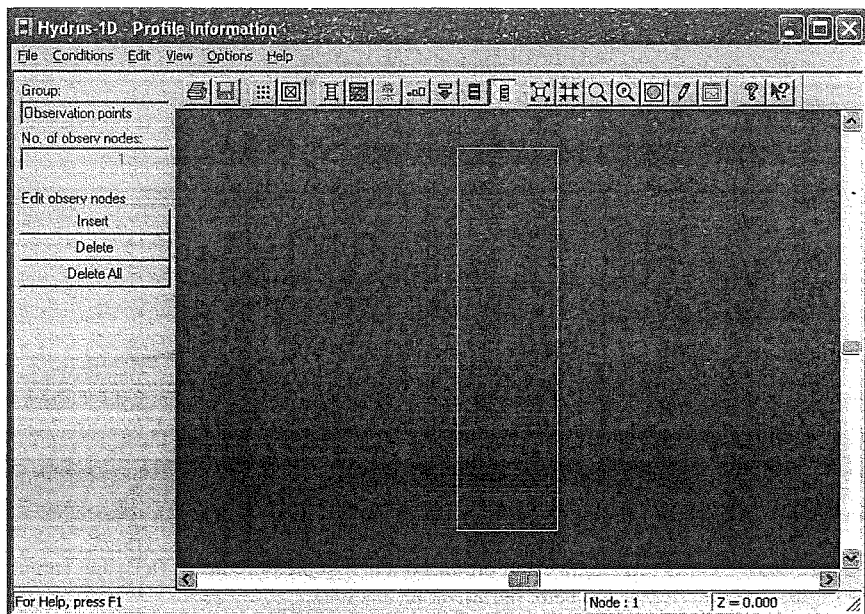 Hydrus-1D - Profile Information
File Conditions Edit View Options Help
Group:
Observation points
No. of observ nodes:
1
Edit observ nodes
Insert
Delete
Delete All
For Help, press F1
Node : 1
Z = 0.000